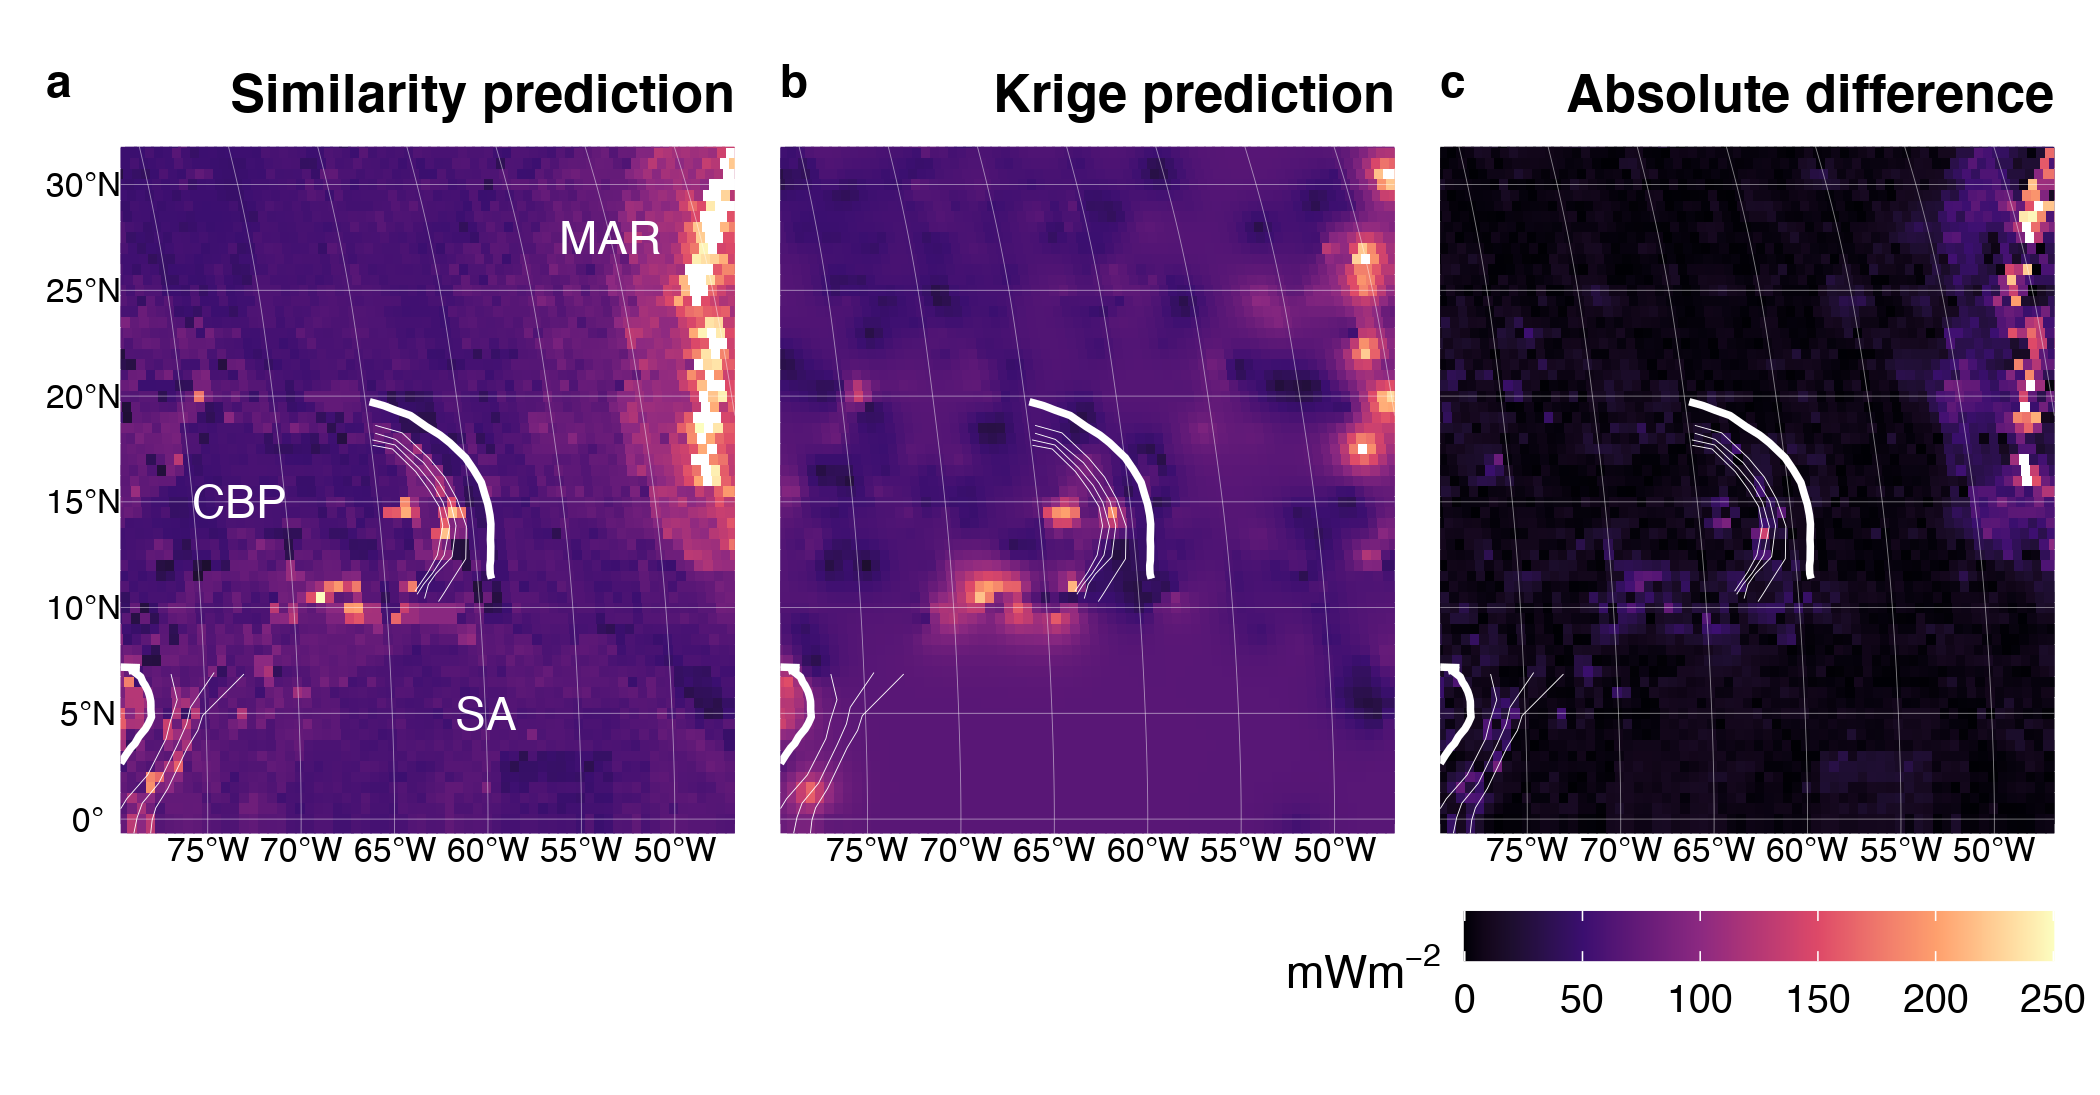 a Similarity prediction
b Krige prediction
c Absolute difference
30°N
25°N
20°N
15°N
10°N
5°N
0°
MAR
CBP
SA
75°W 70°W 65°W 60°W 55°W 50°W
75°W 70°W 65°W 60°W 55°W 50°W
75°W 70°W 65°W 60°W 55°W 50°W
mWm⁻²
0 50 100 150 200 250